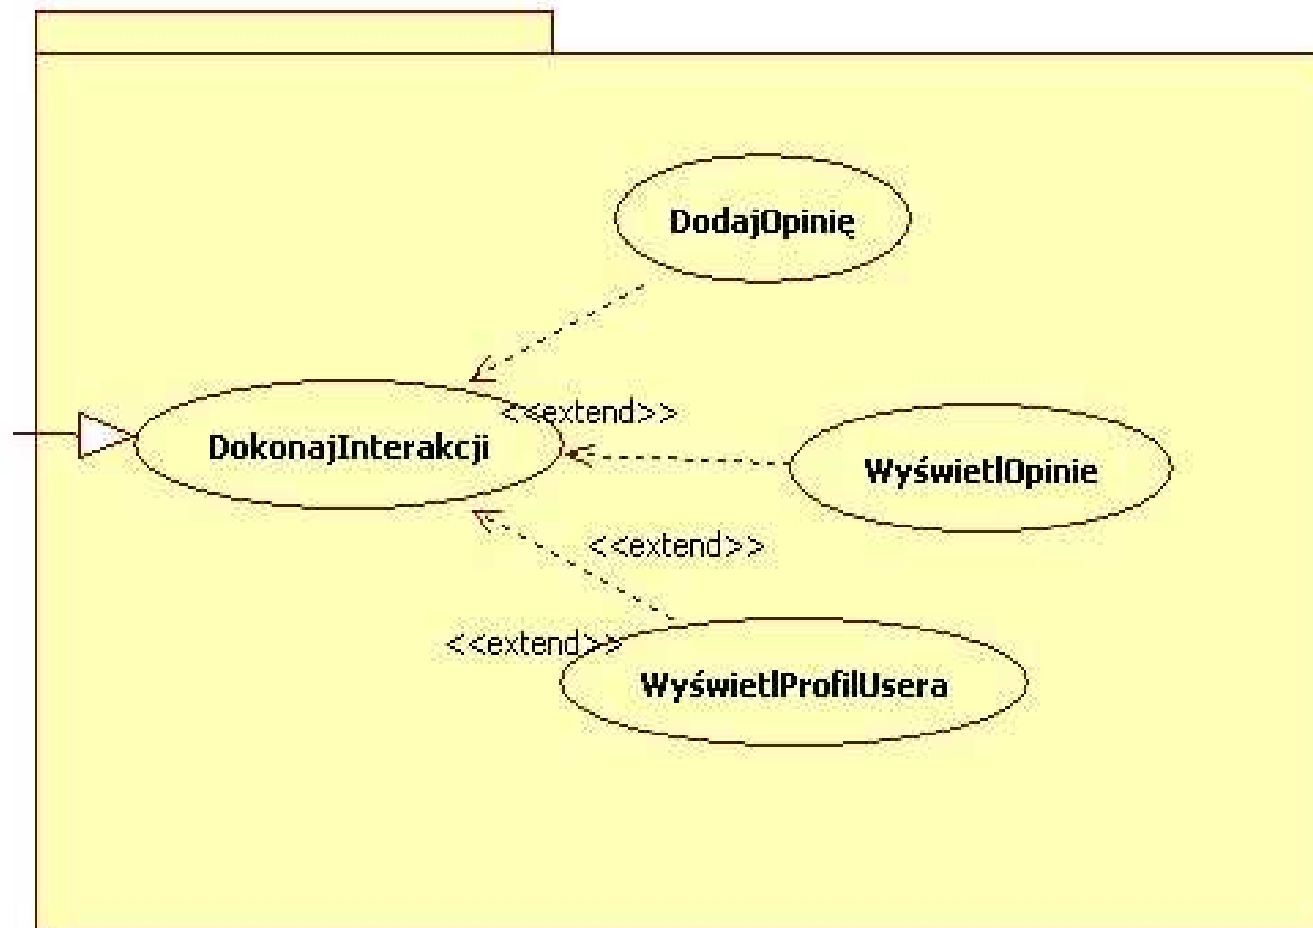 DodajOpinię
<<extend>>
DokonajInterakcji
WyświetlOpinie
<<extend>>
<<extend>>
WyświetlProfilUsera